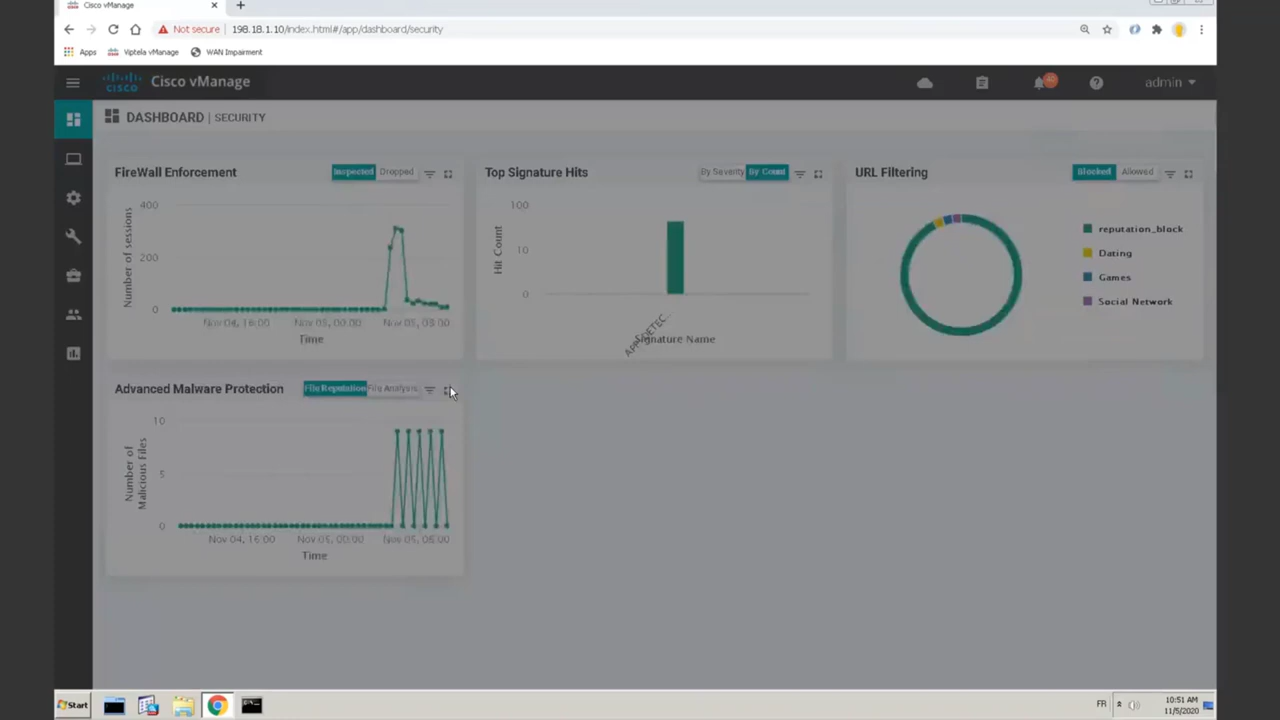 Cisco vManage
Not secure
198.18.1.10/index.html#/app/dashboard/security
Apps
Viptela vManage
WAN Impairment
cisco
Cisco vManage
admin
DASHBOARD | SECURITY
FireWall Enforcement
Inspected
Dropped
Number of sessions
400
200
0
Nov 04, 16:00
Nov 05, 00:00
Nov 05, 08:00
Time
Top Signature Hits
By Severity
By Count
Hit Count
100
10
0
APP-DETEC...
Signature Name
URL Filtering
Blocked
Allowed
reputation_block
Dating
Games
Social Network
Advanced Malware Protection
File Reputation
File Analysis
Number of
Malicious Files
10
5
0
Nov 04, 16:00
Nov 05, 00:00
Nov 05, 08:00
Time
Start
FR
10:51 AM
11/5/2020